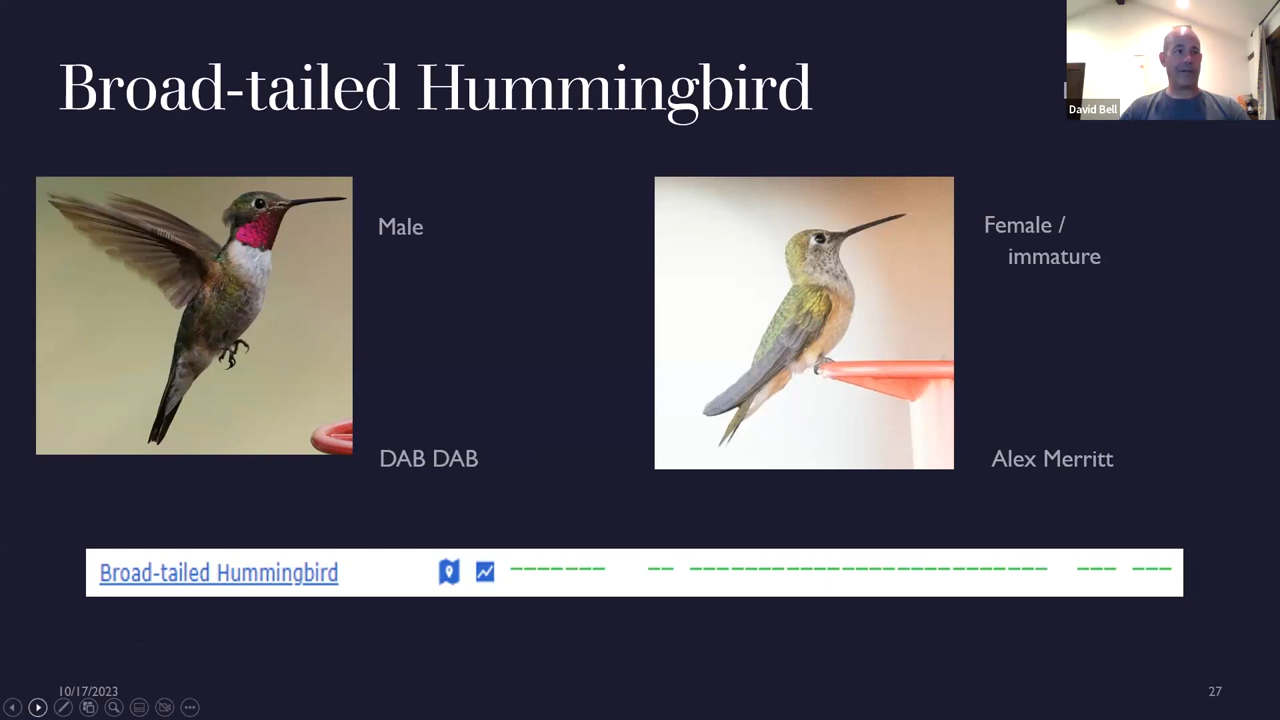 Broad-tailed Hummingbird
David Bell
Male
Female /
immature
DAB DAB
Alex Merritt
Broad-tailed Hummingbird
10/17/2023
27